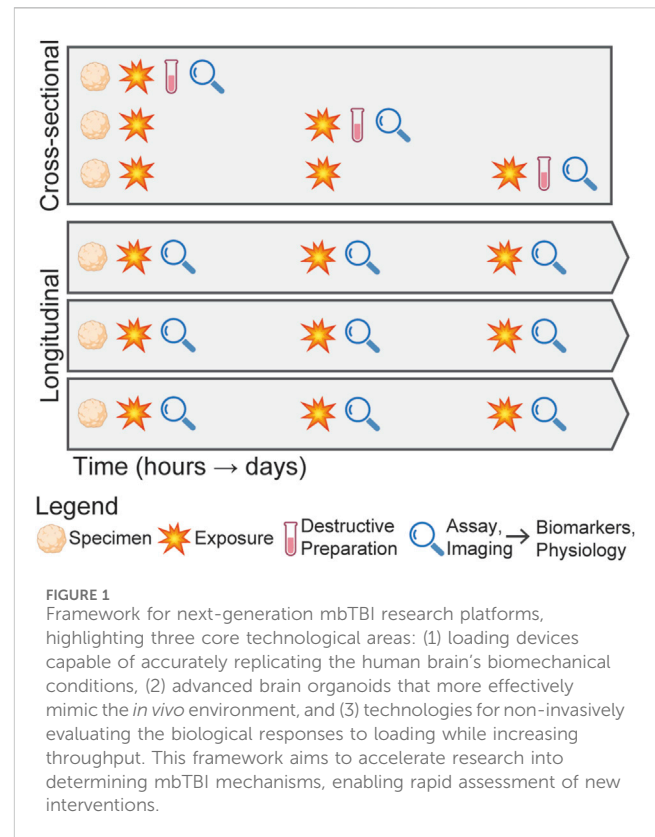 Cross-sectional
Longitudinal
Time (hours → days)
Legend
Specimen
Exposure
Destructive
Preparation
Assay,
Imaging
→ Biomarkers,
Physiology
FIGURE 1
Framework for next-generation mbTBI research platforms,
highlighting three core technological areas: (1) loading devices
capable of accurately replicating the human brain's biomechanical
conditions, (2) advanced brain organoids that more effectively
mimic the in vivo environment, and (3) technologies for non-invasively
evaluating the biological responses to loading while increasing
throughput. This framework aims to accelerate research into
determining mbTBI mechanisms, enabling rapid assessment of new
interventions.